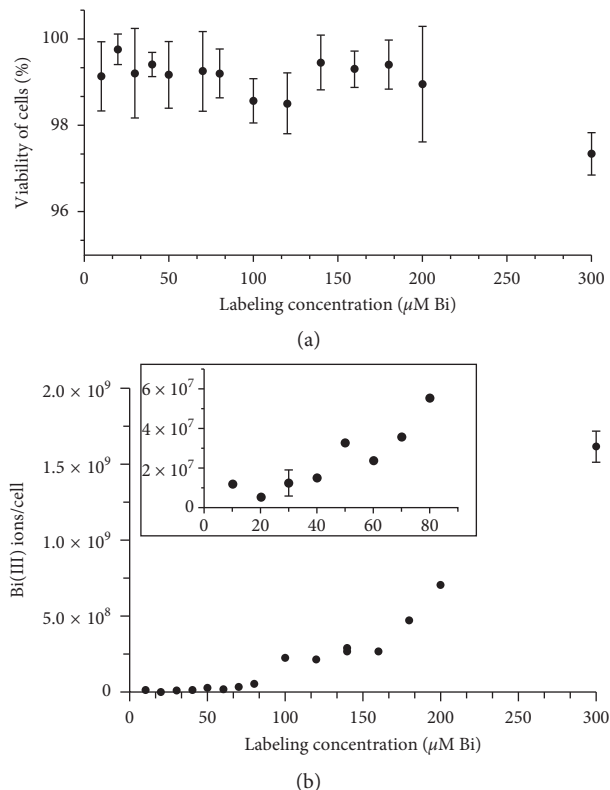 100
98
96
Viability of cells (%)
0 50 100 150 200 250 300
Labeling concentration (μM Bi)
(a)
2.0 × 10⁹
1.5 × 10⁹
1.0 × 10⁹
5.0 × 10⁸
0
Bi(III) ions/cell
6 × 10⁷
4 × 10⁷
2 × 10⁷
0
0 20 40 60 80
0 50 100 150 200 250 300
Labeling concentration (μM Bi)
(b)